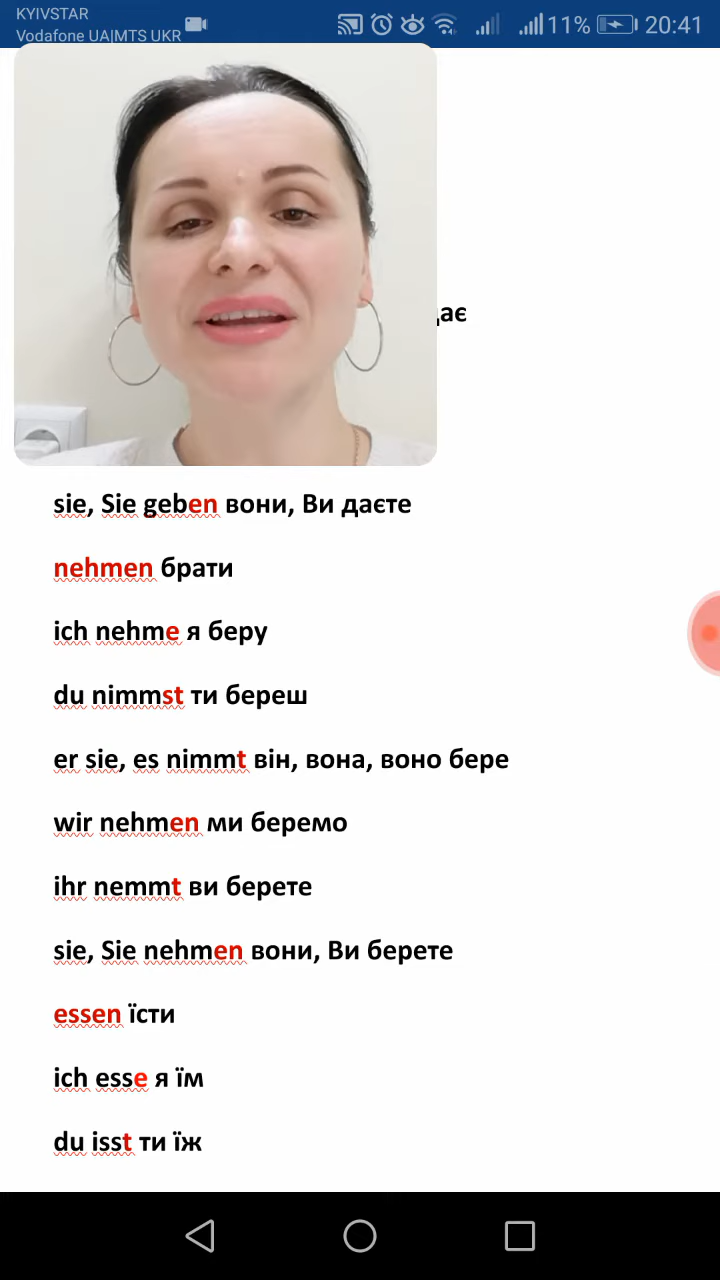 KYIVSTAR
Vodafone UA|MTS UKR
11%
20:41
sie, Sie geben вони, Ви даєте
nehmen брати
ich nehme я беру
du nimmst ти береш
er sie, es nimmt він, вона, воно бере
wir nehmen ми беремо
ihr nemmt ви берете
sie, Sie nehmen вони, Ви берете
essen їсти
ich esse я їм
du isst ти їж